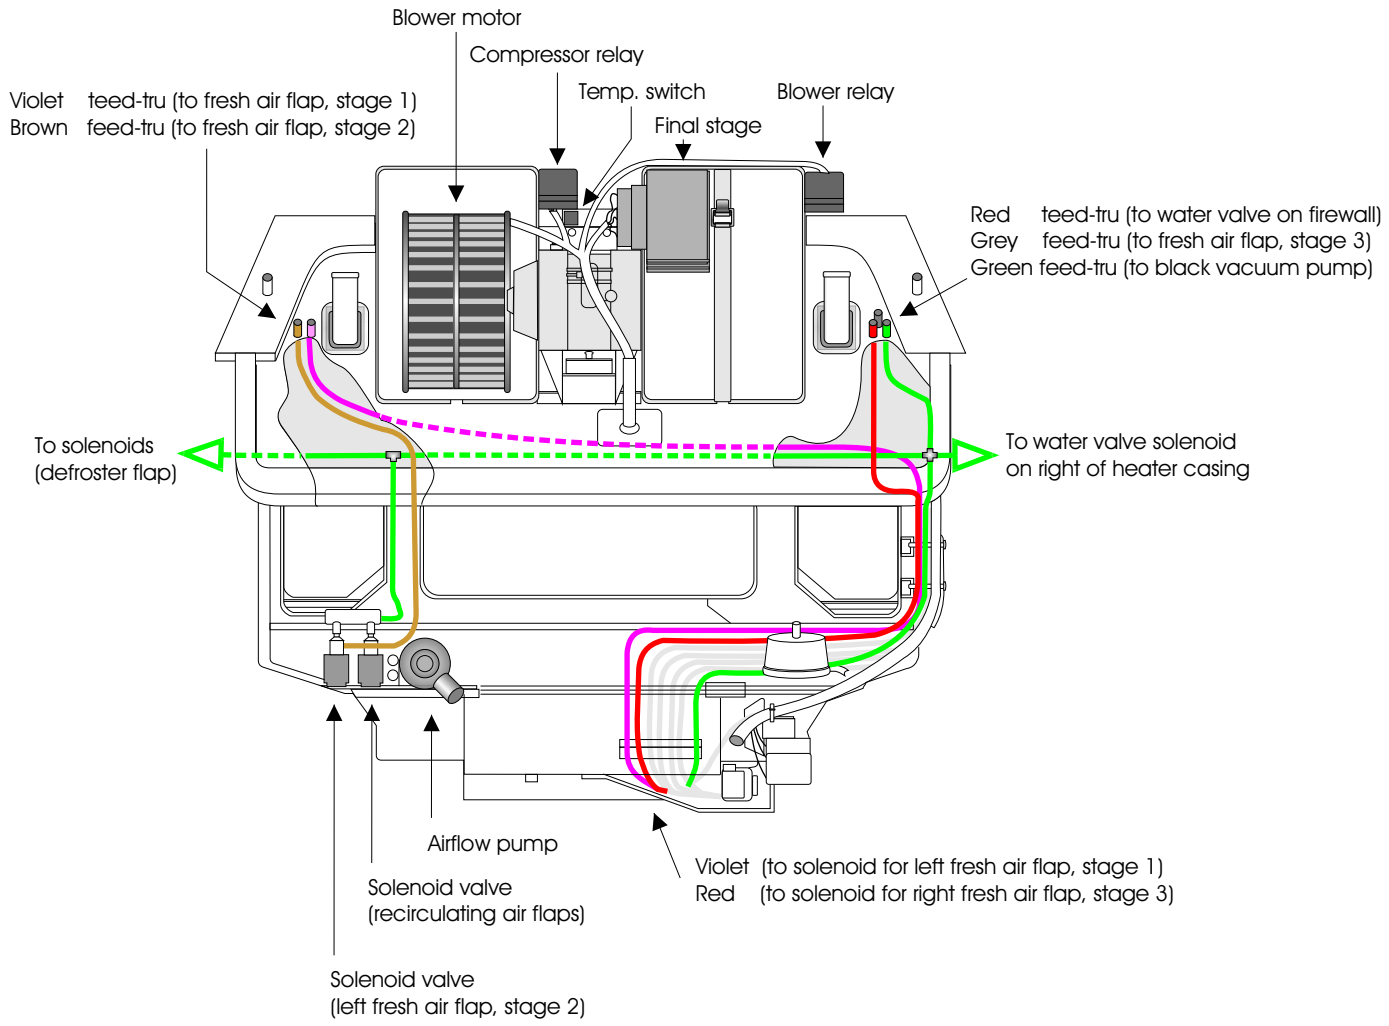 Blower motor
Compressor relay
Temp. switch
Blower relay
Final stage
Violet teed-tru (to fresh air flap, stage 1)
Brown feed-tru (to fresh air flap, stage 2)
Red teed-tru (to water valve on firewall)
Grey feed-tru (to fresh air flap, stage 3)
Green feed-tru (to black vacuum pump)
To solenoids
(defroster flap)
To water valve solenoid
on right of heater casing
Airflow pump
Solenoid valve
(recirculating air flaps)
Violet (to solenoid for left fresh air flap, stage 1)
Red (to solenoid for right fresh air flap, stage 3)
Solenoid valve
(left fresh air flap, stage 2)